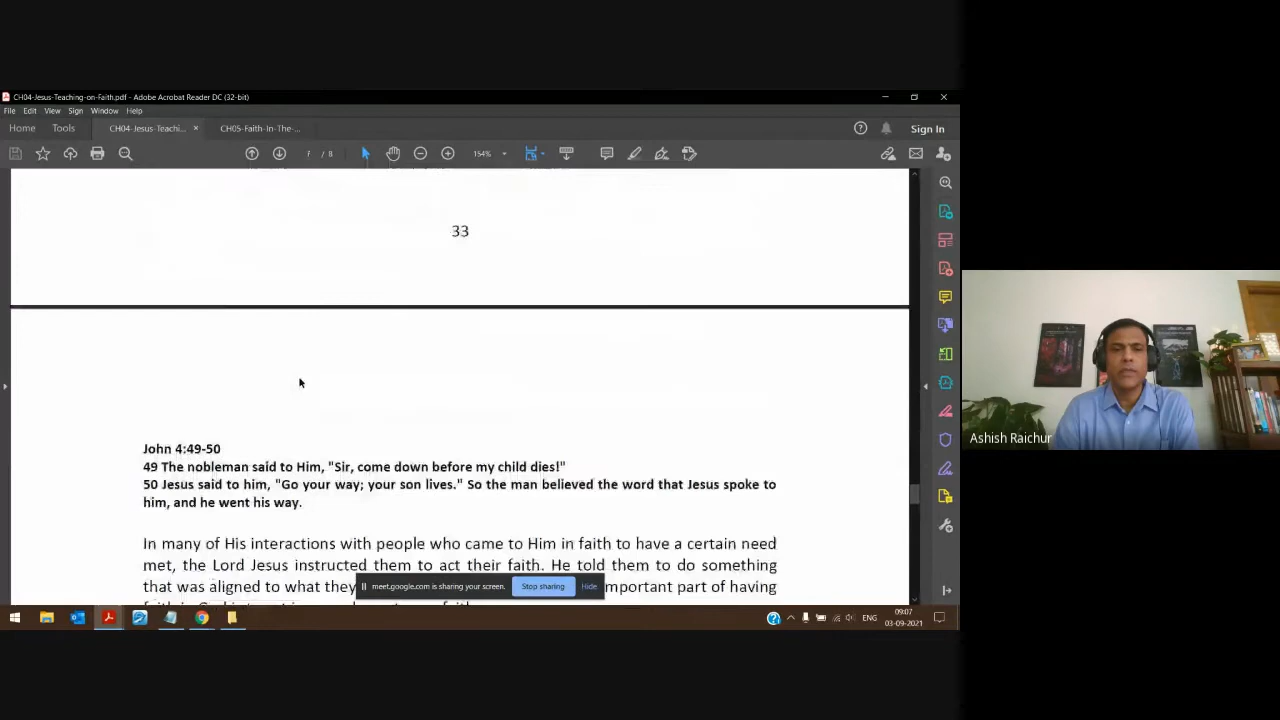 CH04-Jesus-Teaching-on-Faith.pdf - Adobe Acrobat Reader DC (32-bit)
File Edit View Sign Window Help
Home Tools CH04-Jesus-Teachi... × CH05-Faith-In-The-... Sign In
/ 8 154%
33
John 4:49-50
49 The nobleman said to Him, "Sir, come down before my child dies!"
50 Jesus said to him, "Go your way; your son lives." So the man believed the word that Jesus spoke to
him, and he went his way.
In many of His interactions with people who came to Him in faith to have a certain need
met, the Lord Jesus instructed them to act their faith. He told them to do something
that was aligned to what they important part of having
meet.google.com is sharing your screen. Stop sharing Hide
Ashish Raichur
ENG
09:07
03-09-2021